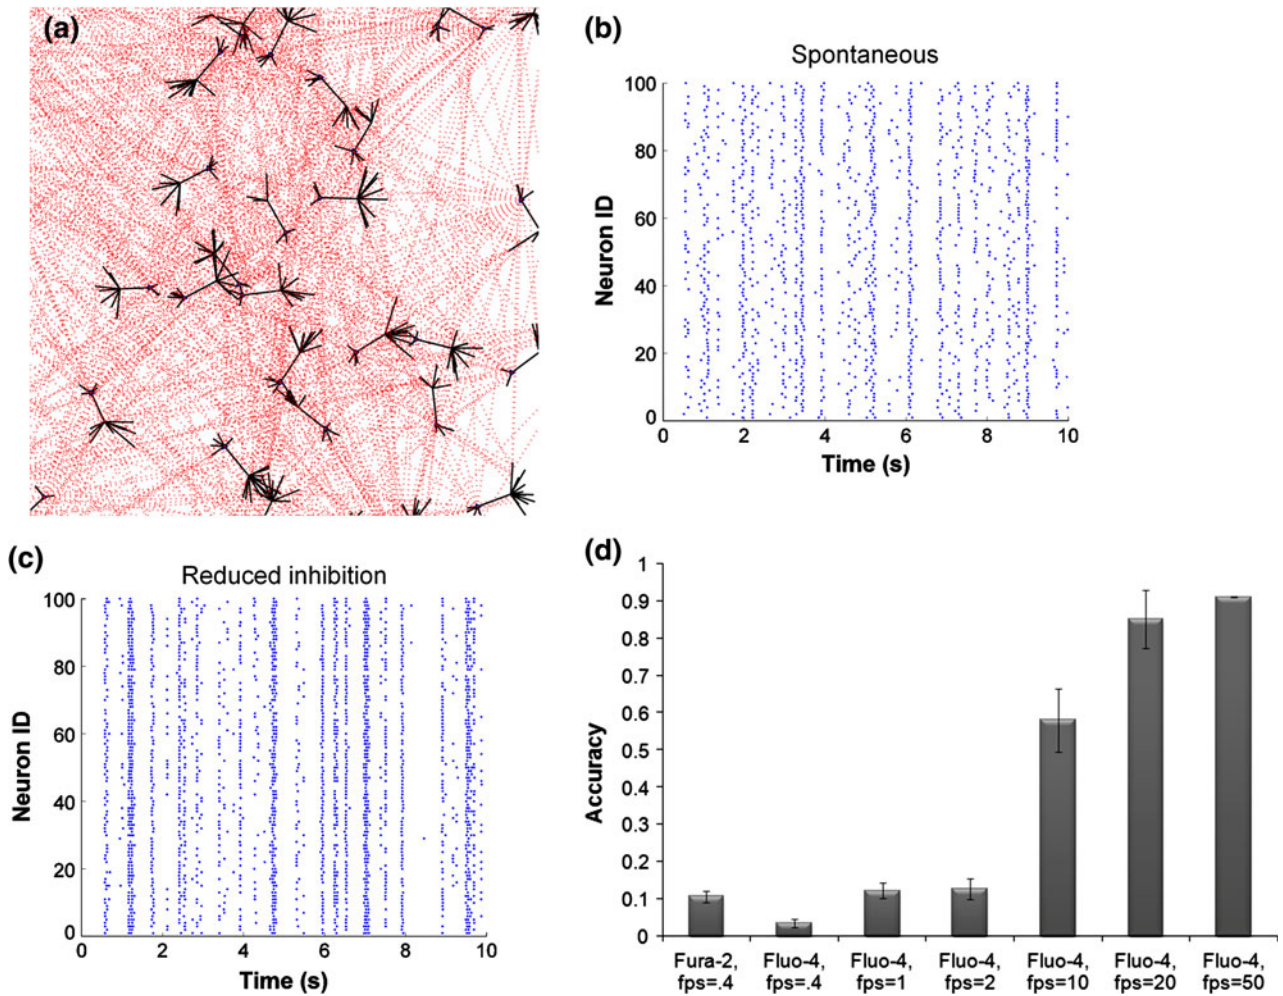 (a)
(b)
Spontaneous
Neuron ID
100
80
60
40
20
0
0 2 4 6 8 10
Time (s)
(c)
Reduced inhibition
Neuron ID
100
80
60
40
20
0
0 2 4 6 8 10
Time (s)
(d)
Accuracy
1
0.9
0.8
0.7
0.6
0.5
0.4
0.3
0.2
0.1
0
Fura-2, Fluo-4, Fluo-4, Fluo-4, Fluo-4, Fluo-4, Fluo-4,
fps=.4 fps=.4 fps=1 fps=2 fps=10 fps=20 fps=50